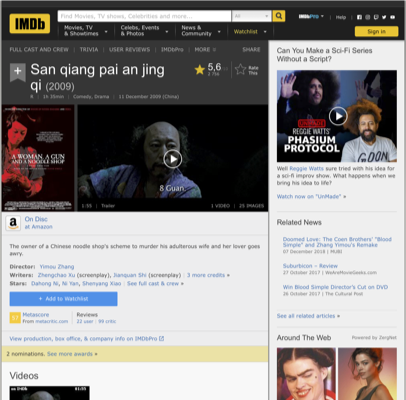 IMDb
Find Movies, TV shows, Celebrities and more...
All
Movies, TV
& Showtimes
Celebs, Events
& Photos
News &
Community
Watchlist
IMDbPro
Help
Sign in
FULL CAST AND CREW | TRIVIA | USER REVIEWS | IMDbPro | MORE
SHARE
San qiang pai an jing
qi (2009)
5,6
Rate
This
1h 35min | Comedy, Drama | 11 December 2009 (China)
A WOMAN, A GUN
AND A NOODLE SHOP
8 Guan.
1:55 | Trailer
1 VIDEO | 25 IMAGES
On Disc
at Amazon
The owner of a Chinese noodle shop's scheme to murder his adulterous wife and her lover goes
awry.
Director: Yimou Zhang
Writers: Zhengchao Xu (screenplay), Jianquan Shi (screenplay) | 3 more credits »
Stars: Dahong Ni, Ni Yan, Shenyang Xiao | See full cast & crew »
+ Add to Watchlist
57
Metascore
From metacritic.com
Reviews
22 user | 99 critic
View production, box office, & company info on IMDbPro
2 nominations. See more awards »
Videos
01:55
Can You Make a Sci-Fi Series
Without a Script?
REGGIE WATTS'
PHASIUM
PROTOCOL
Well Reggie Watts sure tried with his idea for
a sci-fi improv show. What happens when we
bring his idea to life?
Watch now on "UnMade" »
Related News
Doomed Love: The Coen Brothers' "Blood
Simple" and Zhang Yimou's Remake
07 December 2018 | MUBI
Suburbicon – Review
27 October 2017 | WeAreMovieGeeks.com
Win Blood Simple Director's Cut on DVD
26 October 2017 | The Cultural Post
See all related articles »
Around The Web
Powered by ZergNet